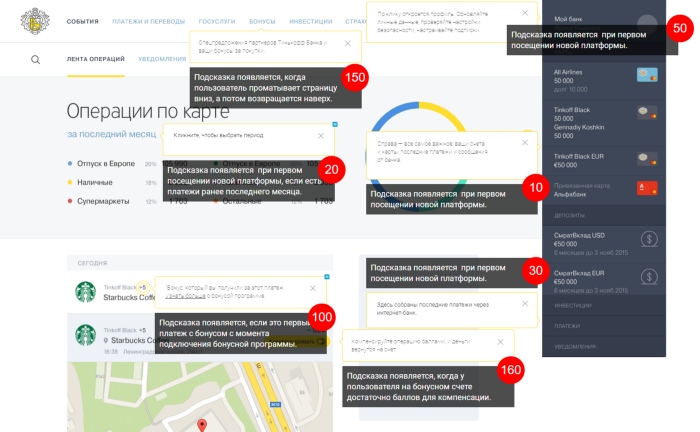 СОБЫТИЯ ПЛАТЕЖИ И ПЕРЕВОДЫ ГОСУСЛУГИ БОНУСЫ ИНВЕСТИЦИИ
По клику откроется профиль. Обновляйте
личные данные, проверяйте настройки
безопасности, настраивайте подписки.
Мой банк
50
Подсказка появляется при первом
посещении новой платформы.
Спецпредложения партнеров Тинькофф Банка и
ваши бонусы за покупки.
ЛЕНТА ОПЕРАЦИЙ УВЕДОМЛЕНИЯ
150
Подсказка появляется, когда
пользователь проматывает страницу
вниз, а потом возвращается наверх.
All Airlines
50 000
долг 10 000
Tinkoff Black
50 000
Gennady Koshkin
50 000
Tinkoff Black EUR
€50 000
Привязанная карта
Альфабанк
ДЕПОЗИТЫ
СмартВклад USD
€50 000
8 месяцев до 3 нояб 2015
СмартВклад EUR
€50 000
8 месяцев до 3 нояб 2015
ИНВЕСТИЦИИ
ПЛАТЕЖИ
УВЕДОМЛЕНИЯ
Операции по карте
за последний месяц
Кликните, чтобы выбрать период
20
Подсказка появляется при первом
посещении новой платформы, если есть
платежи ранее последнего месяца.
Отпуск в Европе 20% 105 990 Отпуск в Европе
Наличные 18%
Супермаркеты 12% 1 703 Остальные 1 703
Справа — все самое важное: ваши счета
и карты, последние платежи и сообщения
от банка.
10
Подсказка появляется при первом
посещении новой платформы.
СЕГОДНЯ
Tinkoff Black +5
Starbucks Coffe
Бонус, который вы получили за этот платеж.
Узнать больше о бонусной программе.
100
Подсказка появляется, если это первый
платеж с бонусом с момента
подключения бонусной программы.
Tinkoff Black +5
Starbucks Co
16:38
30
Подсказка появляется при первом
посещении новой платформы.
Здесь собраны последние платежи через
интернет-банк.
Компенсируйте операцию баллами, и деньги
вернутся на счет.
160
Подсказка появляется, когда у
пользователя на бонусном счете
достаточно баллов для компенсации.